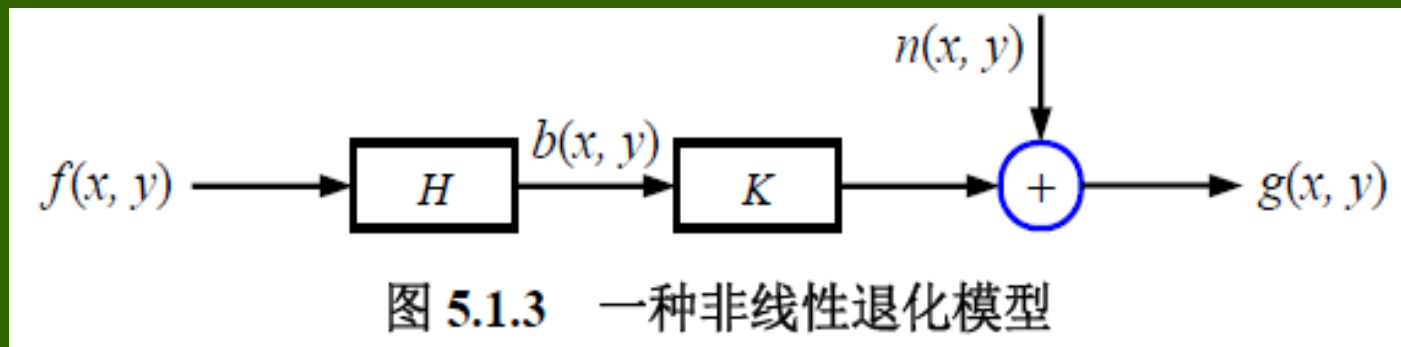 n(x, y)
f(x, y) H b(x, y) K + g(x, y)
图 5.1.3 一种非线性退化模型